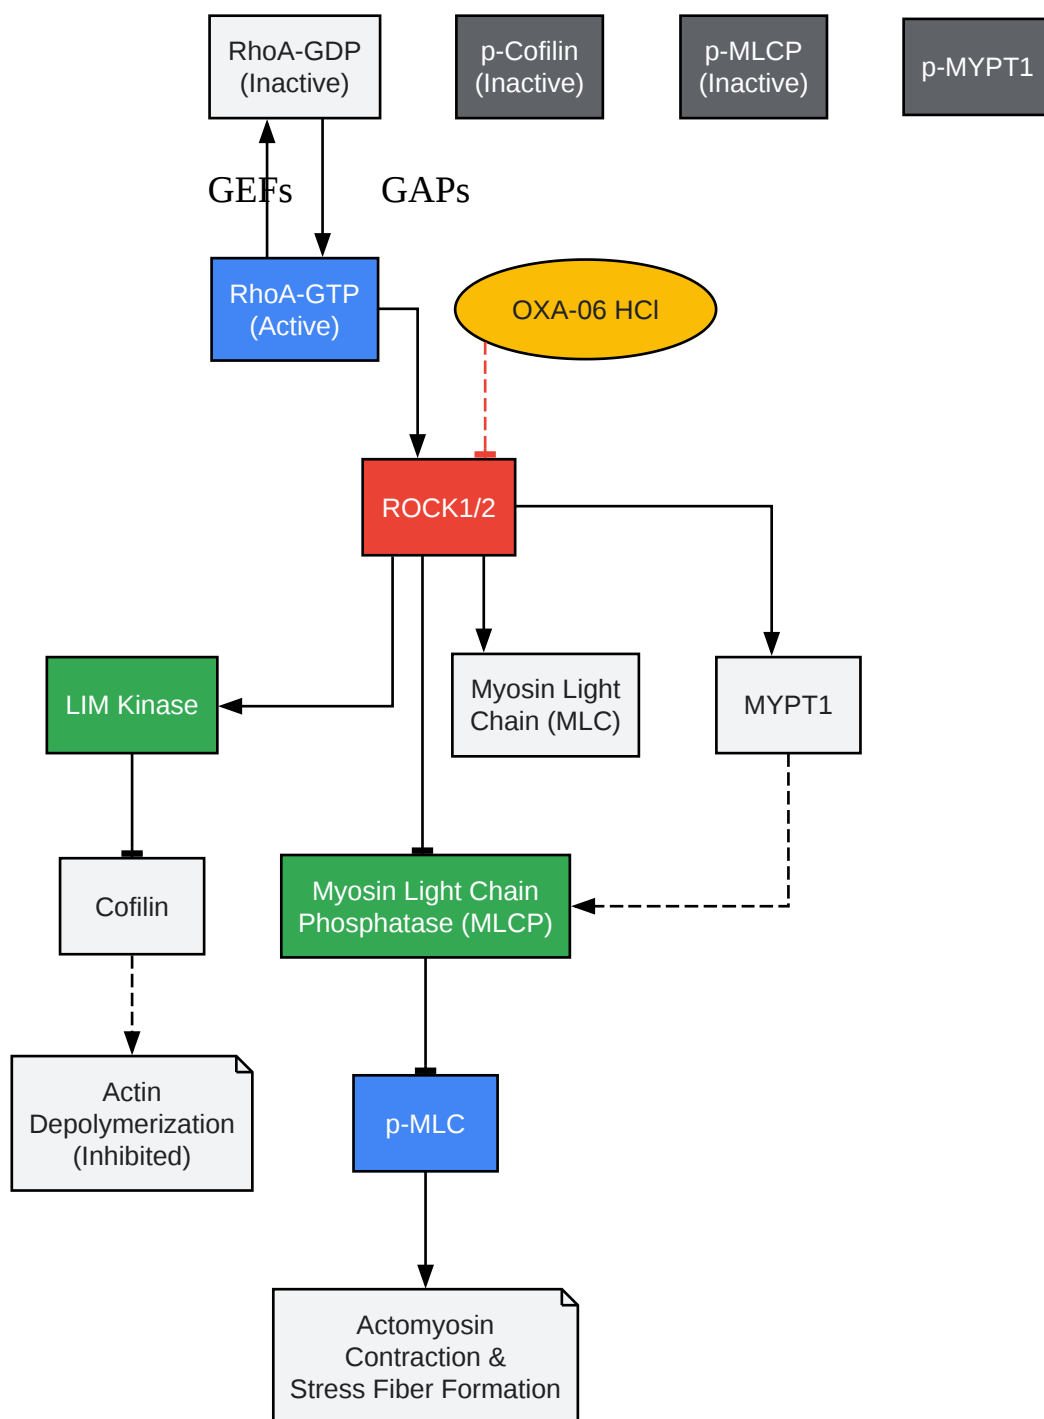 RhoA-GDP
(Inactive)
p-Cofilin
(Inactive)
p-MLCP
(Inactive)
p-MYPT1
GEFs
GAPs
RhoA-GTP
(Active)
OXA-06 HCl
ROCK1/2
LIM Kinase
Myosin Light
Chain (MLC)
MYPT1
Cofilin
Myosin Light Chain
Phosphatase (MLCP)
Actin
Depolymerization
(Inhibited)
p-MLC
Actomyosin
Contraction &
Stress Fiber Formation